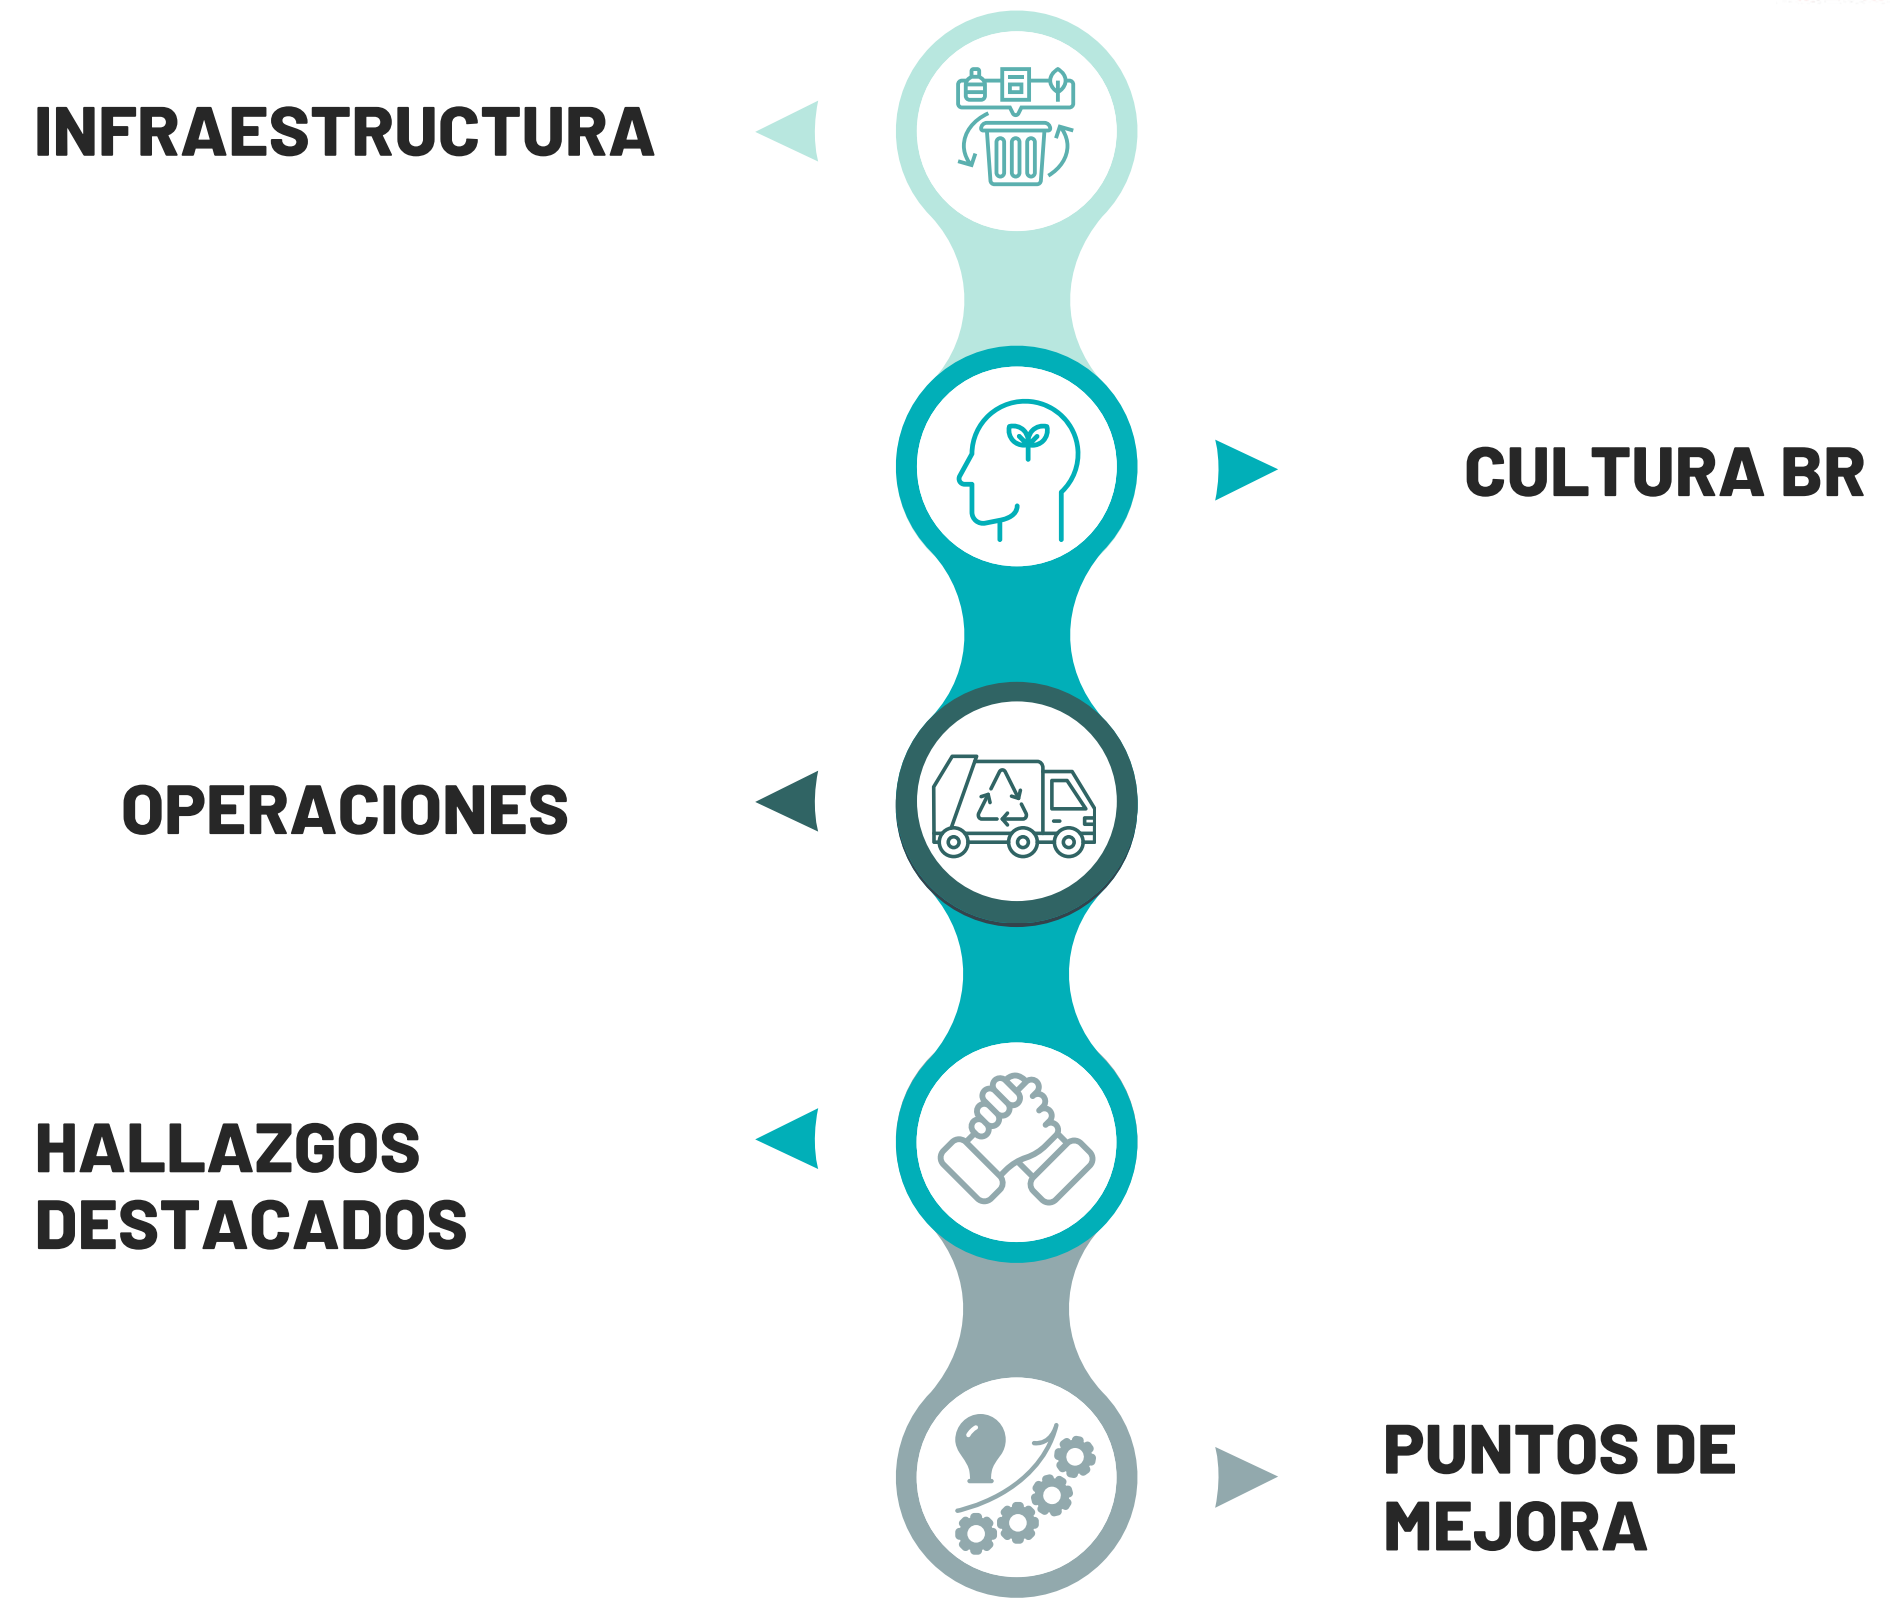 INFRAESTRUCTURA
CULTURA BR
OPERACIONES
HALLAZGOS
DESTACADOS
PUNTOS DE
MEJORA